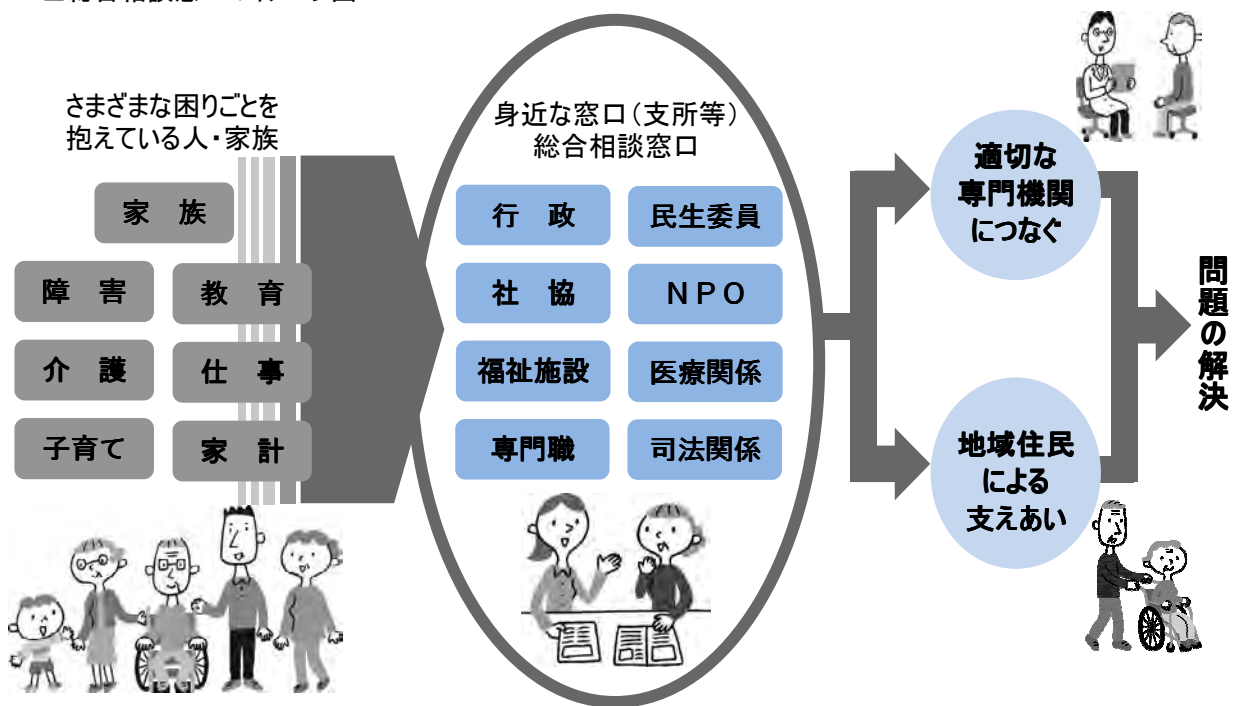 さまざまな困りごとを
抱えている人・家族
家 族
障 害
教 育
介 護
仕 事
子育て
家 計
身近な窓口（支所等）
総合相談窓口
行 政
民生委員
社 協
ＮＰＯ
福祉施設
医療関係
専門職
司法関係
適切な
専門機関
につなぐ
地域住民
による
支えあい
問題の解決